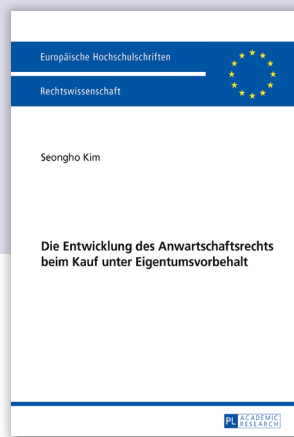 Europäische Hochschulschriften
Rechtswissenschaft
Seongho Kim
Die Entwicklung des Anwartschaftsrechts
beim Kauf unter Eigentumsvorbehalt
PL ACADEMIC
RESEARCH